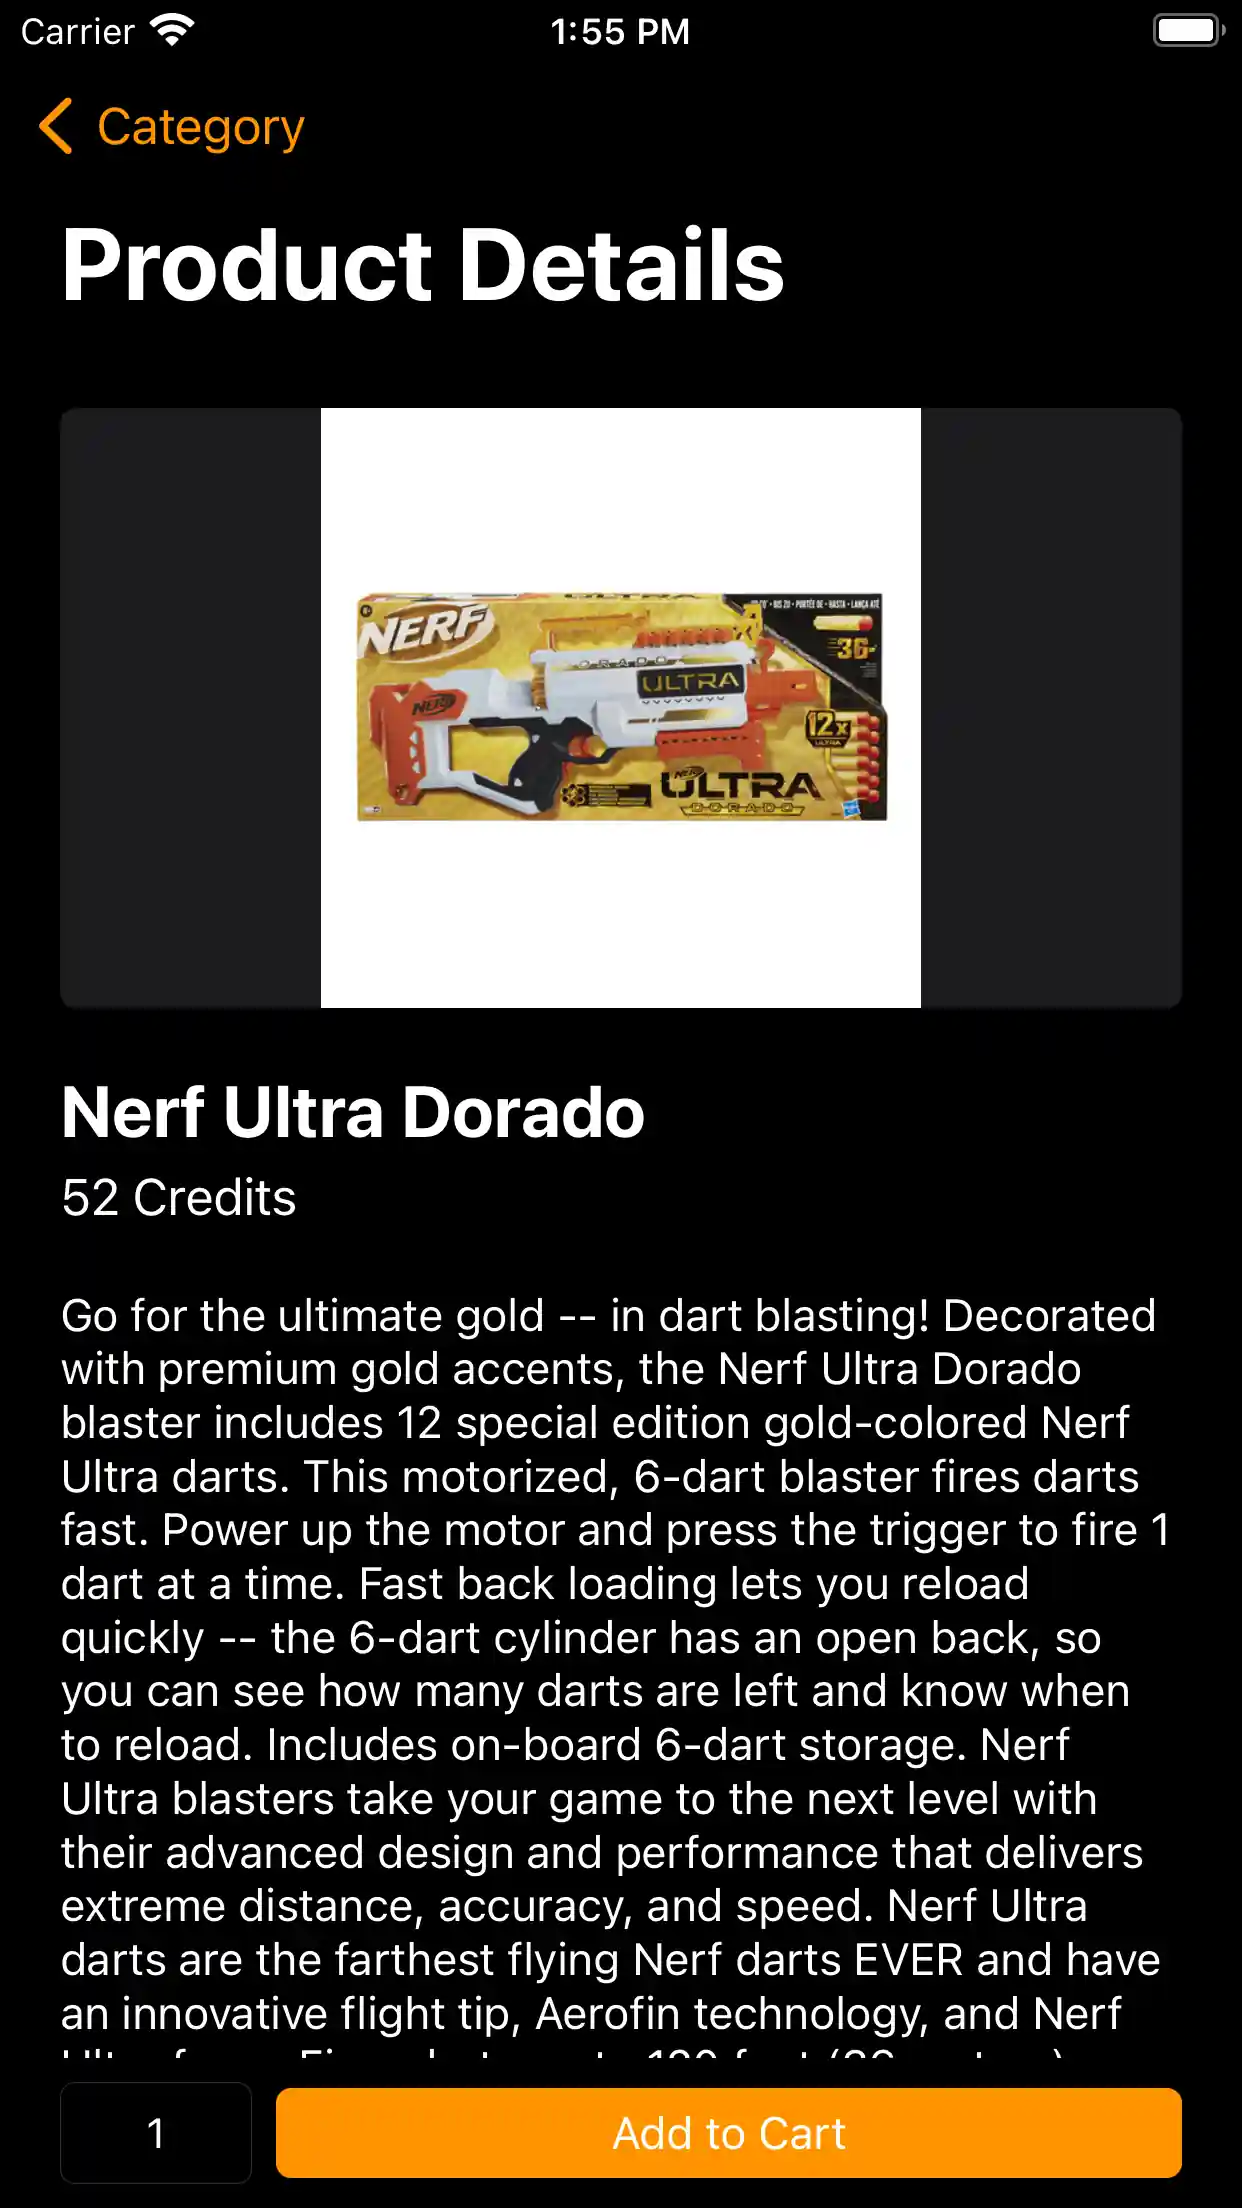 Carrier
1:55 PM
Category
Product Details
NERF
36
DORADO
ULTRA
NERF
12x
ULTRA
NERF
ULTRA
DORADO
Nerf Ultra Dorado
52 Credits
Go for the ultimate gold -- in dart blasting! Decorated
with premium gold accents, the Nerf Ultra Dorado
blaster includes 12 special edition gold-colored Nerf
Ultra darts. This motorized, 6-dart blaster fires darts
fast. Power up the motor and press the trigger to fire 1
dart at a time. Fast back loading lets you reload
quickly -- the 6-dart cylinder has an open back, so
you can see how many darts are left and know when
to reload. Includes on-board 6-dart storage. Nerf
Ultra blasters take your game to the next level with
their advanced design and performance that delivers
extreme distance, accuracy, and speed. Nerf Ultra
darts are the farthest flying Nerf darts EVER and have
an innovative flight tip, Aerofin technology, and Nerf
1
Add to Cart